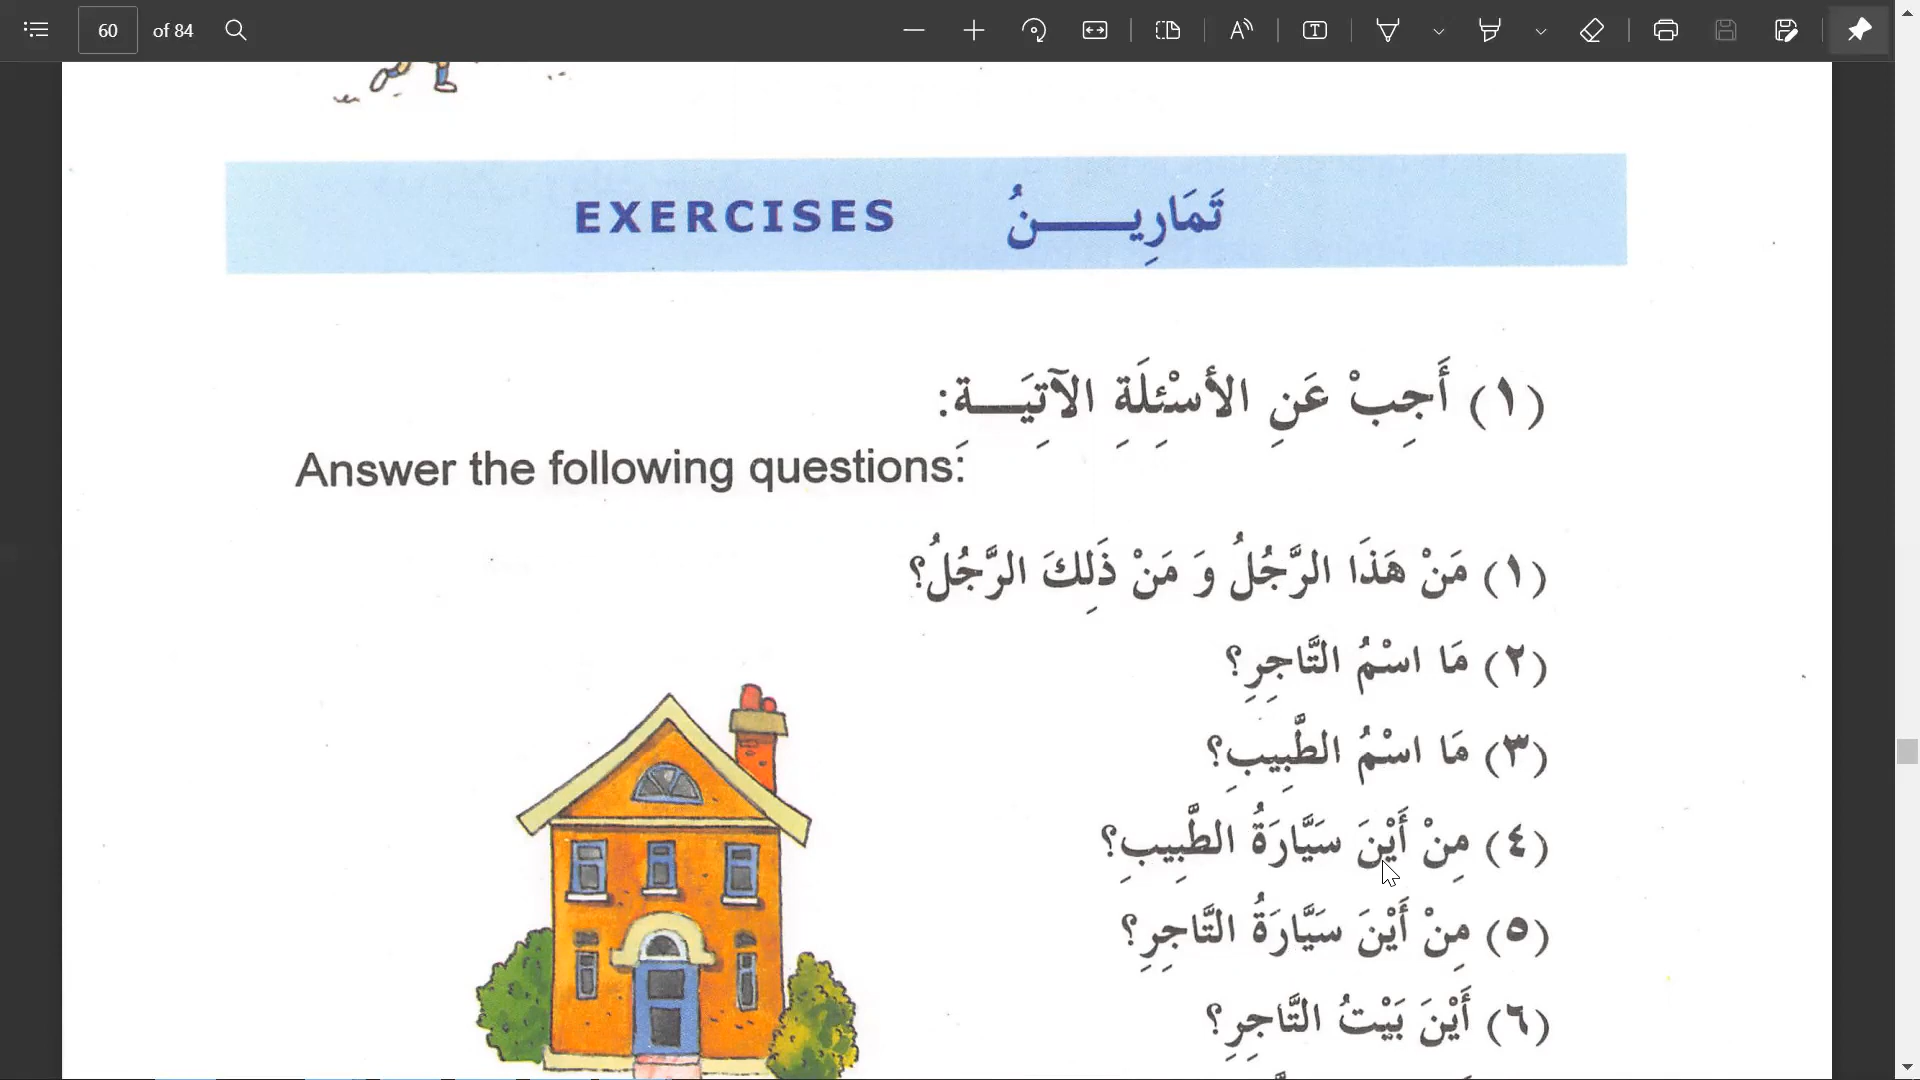 60 of 84
EXERCISES تَمَارِيــــــنُ
(١) أَجِبْ عَنِ الأَسْئِلَةِ الآتِيَــــةِ:
Answer the following questions:
(١) مَنْ هَذَا الرَّجُلُ وَ مَنْ ذَلِكَ الرَّجُلُ؟
(٢) مَا اسْمُ التَّاجِرِ؟
(٣) مَا اسْمُ الطَّبِيبِ؟
(٤) مِنْ أَيْنَ سَيَّارَةُ الطَّبِيبِ؟
(٥) مِنْ أَيْنَ سَيَّارَةُ التَّاجِرِ؟
(٦) أَيْنَ بَيْتُ التَّاجِرِ؟